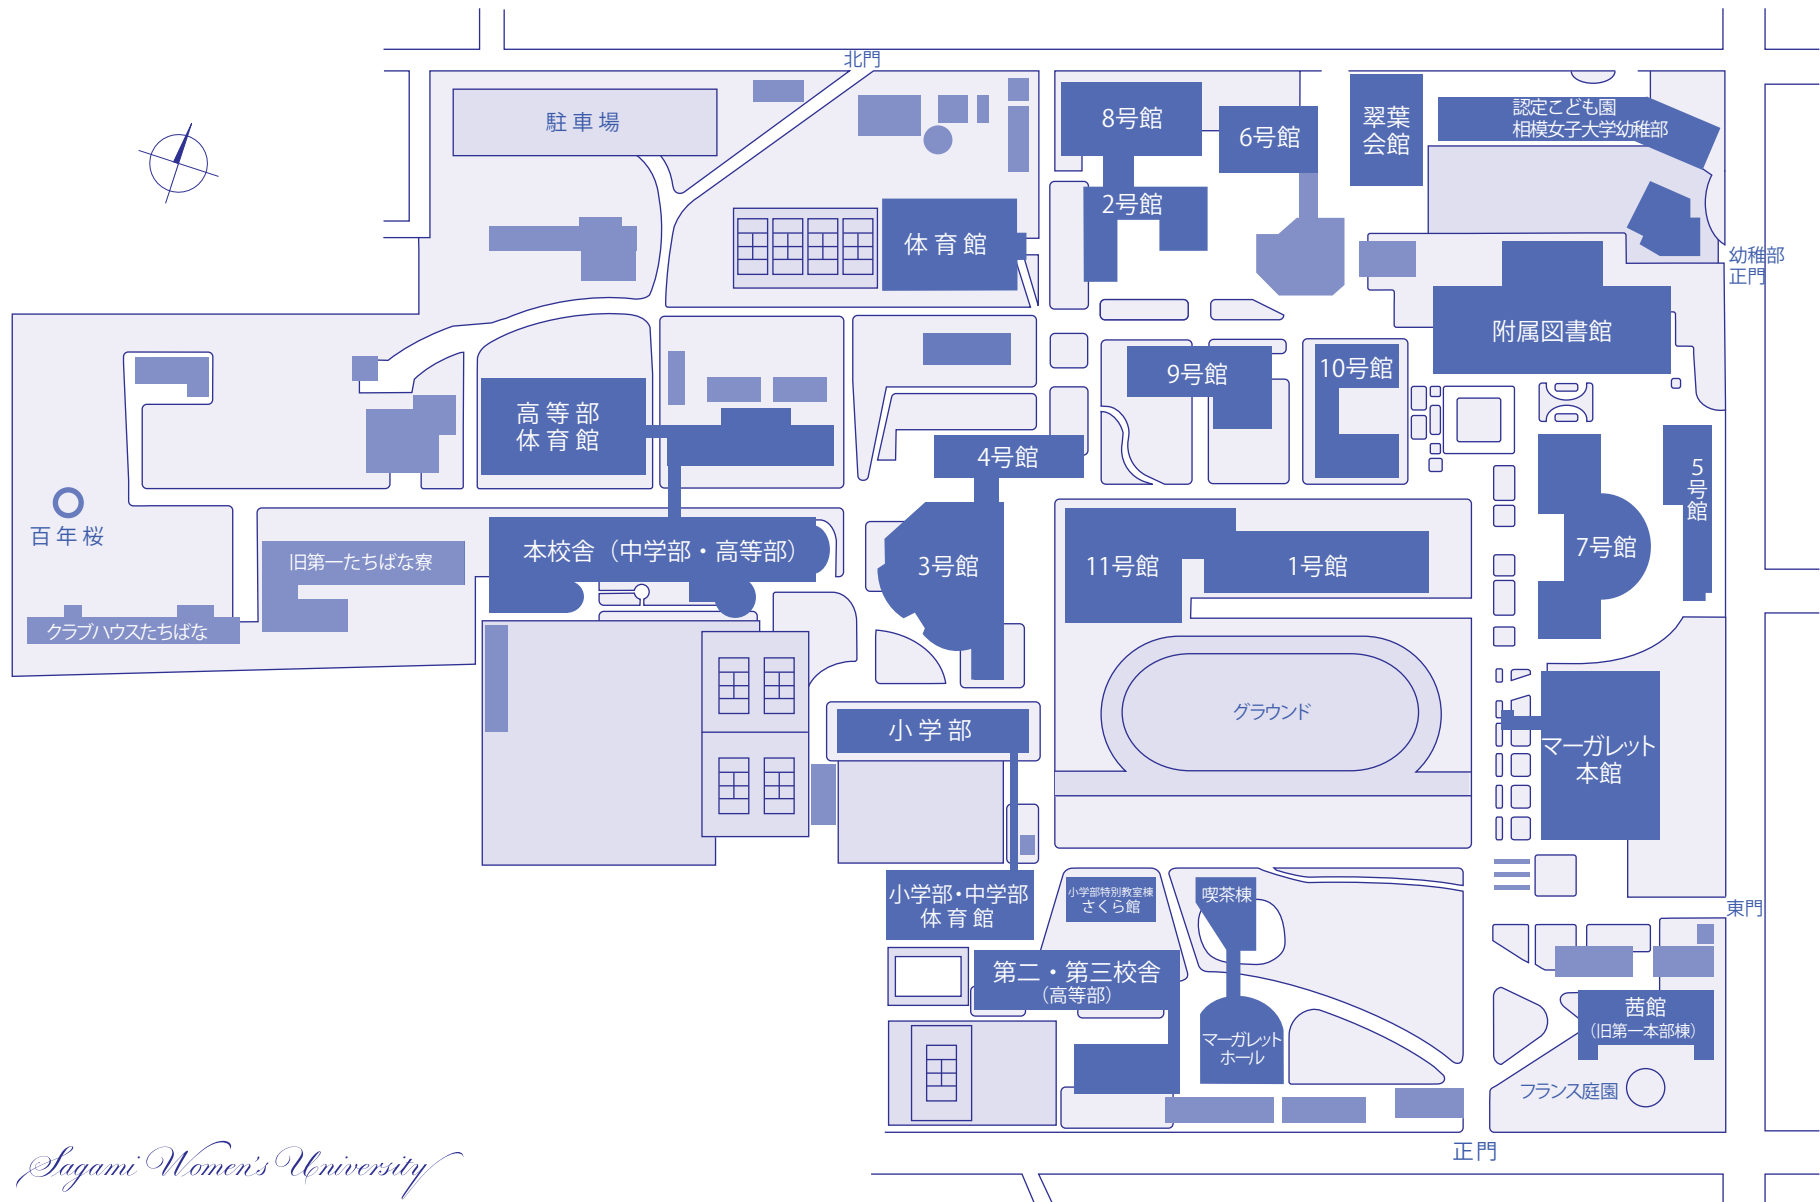 北門
駐車場
8号館
6号館
翠葉
会館
認定こども園
相模女子大学幼稚部
2号館
体育館
幼稚部
正門
附属図書館
9号館
10号館
高等部
体育館
4号館
5号館
百年桜
旧第一たちばな寮
本校舎（中学部・高等部）
3号館
11号館
1号館
7号館
クラブハウスたちばな
グラウンド
小学部
マーガレット
本館
小学部・中学部
体育館
小学部特別教室棟
さくら館
喫茶棟
東門
第二・第三校舎
（高等部）
茜館
（旧第一本部棟）
マーガレット
ホール
フランス庭園
正門
Sagami Women's University